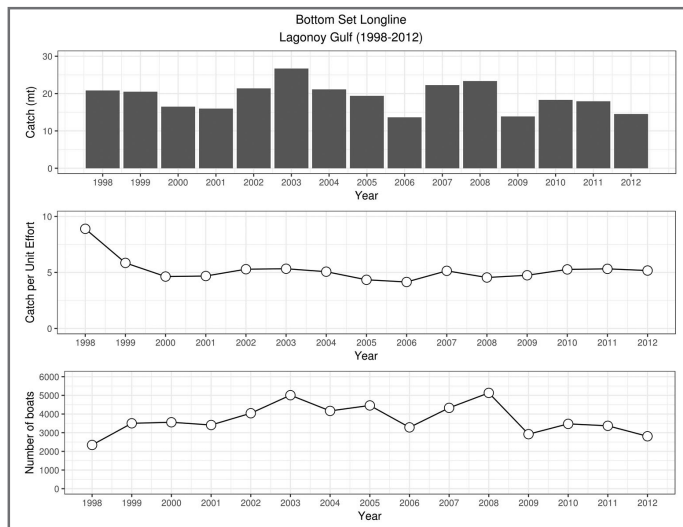 Bottom Set Longline
Lagonoy Gulf (1998-2012)
Catch (mt)
30
20
10
0
1998 1999 2000 2001 2002 2003 2004 2005 2006 2007 2008 2009 2010 2011 2012
Year
Catch per Unit Effort
10
5
0
1998 1999 2000 2001 2002 2003 2004 2005 2006 2007 2008 2009 2010 2011 2012
Year
Number of boats
6000
5000
4000
3000
2000
1000
0
1998 1999 2000 2001 2002 2003 2004 2005 2006 2007 2008 2009 2010 2011 2012
Year